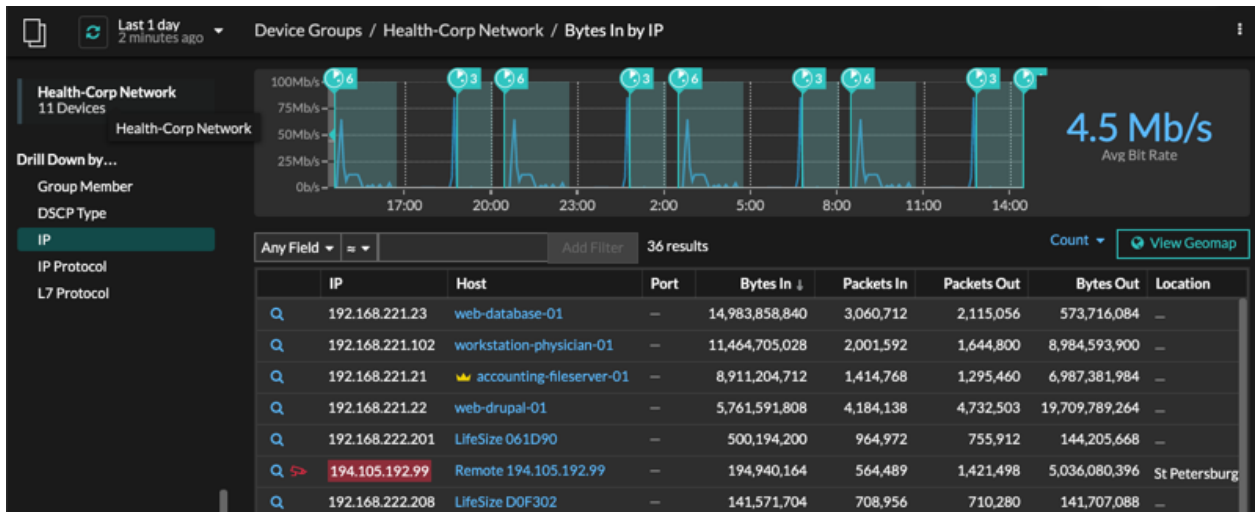 Last 1 day
2 minutes ago
Device Groups / Health-Corp Network / Bytes In by IP
Health-Corp Network
11 Devices
Health-Corp Network
Drill Down by...
Group Member
DSCP Type
IP
IP Protocol
L7 Protocol
100Mb/s
75Mb/s
50Mb/s
25Mb/s
0b/s
6 3 6 3 6 3 6 3
17:00 20:00 23:00 2:00 5:00 8:00 11:00 14:00
4.5 Mb/s
Avg Bit Rate
Any Field ≈ Add Filter 36 results Count View Geomap
IP Host Port Bytes In ↓ Packets In Packets Out Bytes Out Location
192.168.221.23 web-database-01 — 14,983,858,840 3,060,712 2,115,056 573,716,084 —
192.168.221.102 workstation-physician-01 — 11,464,705,028 2,001,592 1,644,800 8,984,593,900 —
192.168.221.21 accounting-fileserver-01 — 8,911,204,712 1,414,768 1,295,460 6,987,381,984 —
192.168.221.22 web-drupal-01 — 5,761,591,808 4,184,138 4,732,503 19,709,789,264 —
192.168.222.201 LifeSize 061D90 — 500,194,200 964,972 755,912 144,205,668 —
194.105.192.99 Remote 194.105.192.99 — 194,940,164 564,489 1,421,498 5,036,080,396 St Petersburg
192.168.222.208 LifeSize D0F302 — 141,571,704 708,956 710,280 141,707,088 —